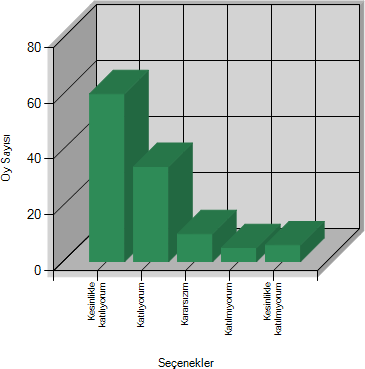 80
60
40
20
0
Oy Sayısı
Kesinlikle
katılıyorum
Katılıyorum
Kararsızım
Katılmıyorum
Kesinlikle
katılmıyorum
Seçenekler